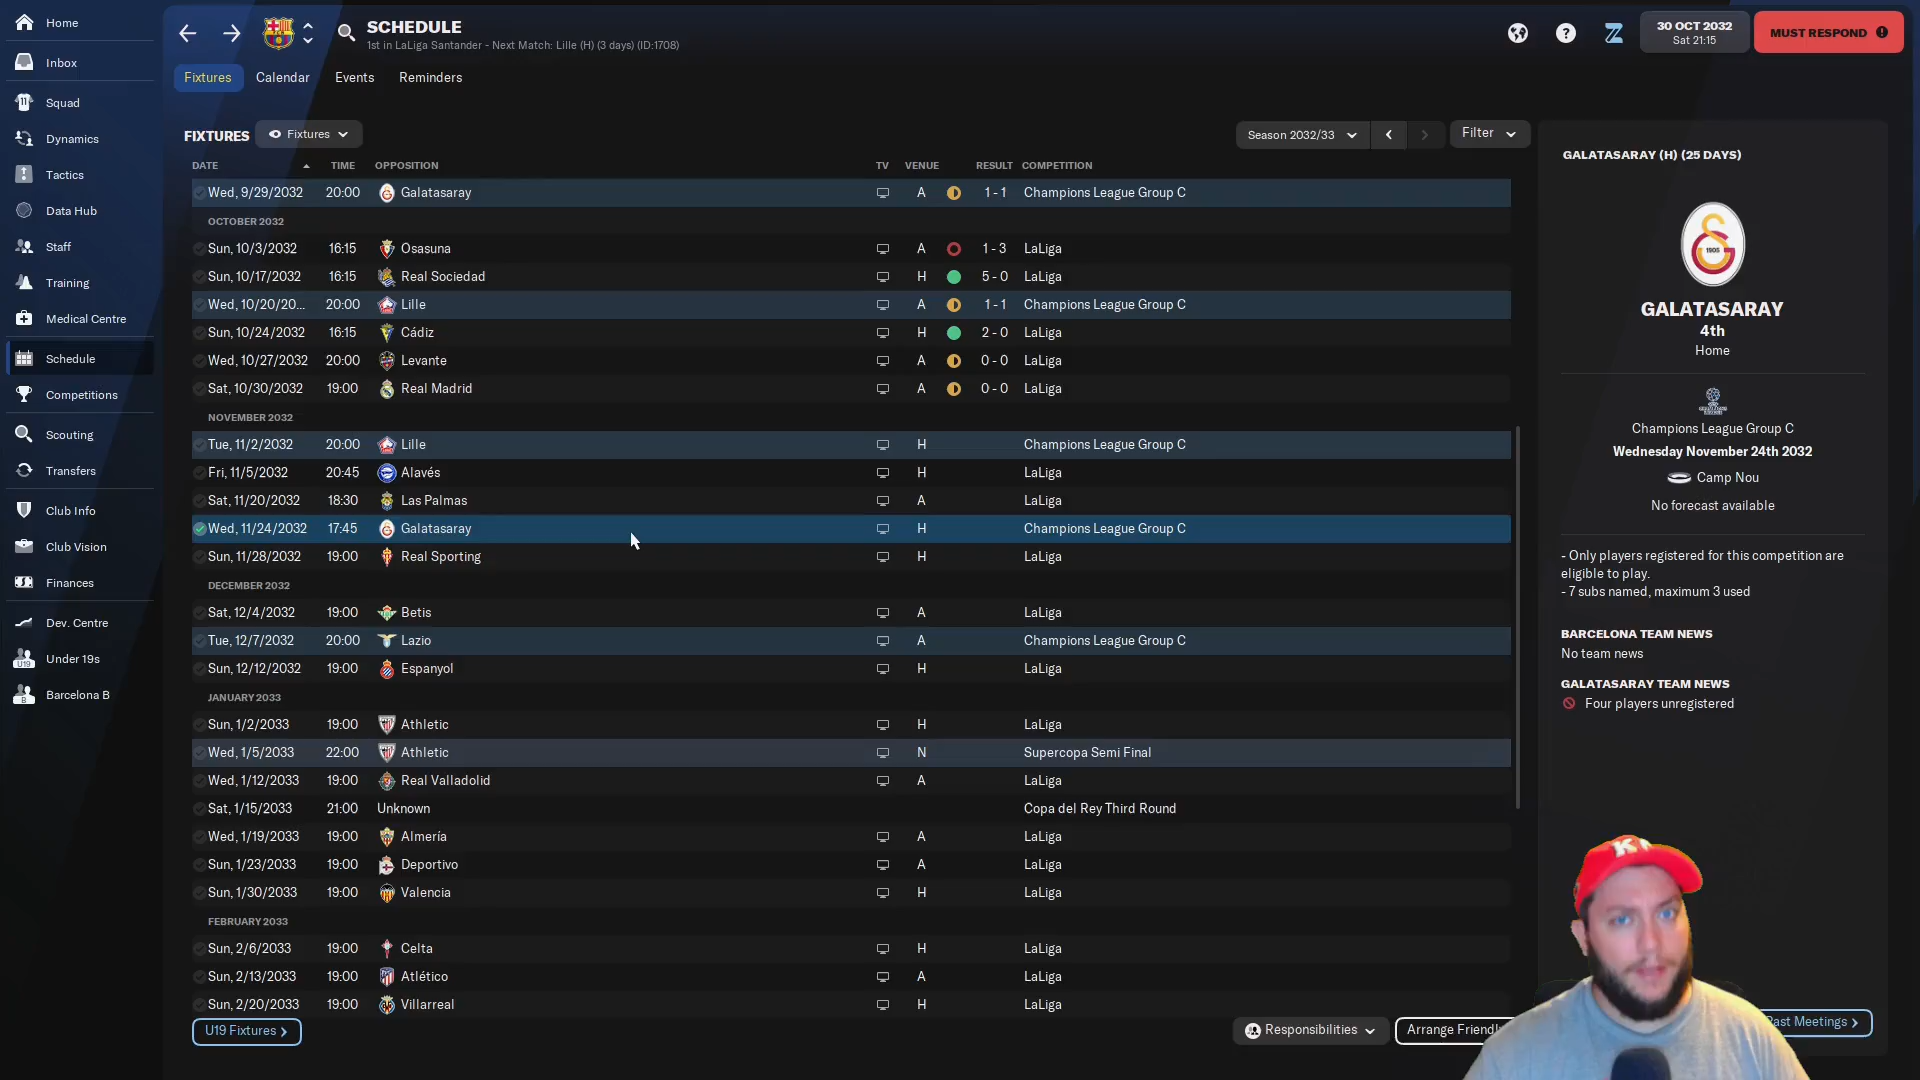 Home
Inbox
Squad
Dynamics
Tactics
Data Hub
Staff
Training
Medical Centre
Schedule
Competitions
Scouting
Transfers
Club Info
Club Vision
Finances
Dev. Centre
Under 19s
Barcelona B
SCHEDULE
1st in LaLiga Santander - Next Match: Lille (H) (3 days) (ID:1708)
30 OCT 2032
Sat 21:15
MUST RESPOND
Fixtures Calendar Events Reminders
FIXTURES Fixtures Season 2032/33 Filter
DATE TIME OPPOSITION TV VENUE RESULT COMPETITION
Wed, 9/29/2032 20:00 Galatasaray A 1 - 1 Champions League Group C
OCTOBER 2032
Sun, 10/3/2032 16:15 Osasuna A 1 - 3 LaLiga
Sun, 10/17/2032 16:15 Real Sociedad H 5 - 0 LaLiga
Wed, 10/20/20... 20:00 Lille A 1 - 1 Champions League Group C
Sun, 10/24/2032 16:15 Cádiz H 2 - 0 LaLiga
Wed, 10/27/2032 20:00 Levante A 0 - 0 LaLiga
Sat, 10/30/2032 19:00 Real Madrid A 0 - 0 LaLiga
NOVEMBER 2032
Tue, 11/2/2032 20:00 Lille H Champions League Group C
Fri, 11/5/2032 20:45 Alavés H LaLiga
Sat, 11/20/2032 18:30 Las Palmas A LaLiga
Wed, 11/24/2032 17:45 Galatasaray H Champions League Group C
Sun, 11/28/2032 19:00 Real Sporting H LaLiga
DECEMBER 2032
Sat, 12/4/2032 19:00 Betis A LaLiga
Tue, 12/7/2032 20:00 Lazio A Champions League Group C
Sun, 12/12/2032 19:00 Espanyol H LaLiga
JANUARY 2033
Sun, 1/2/2033 19:00 Athletic H LaLiga
Wed, 1/5/2033 22:00 Athletic N Supercopa Semi Final
Wed, 1/12/2033 19:00 Real Valladolid A LaLiga
Sat, 1/15/2033 21:00 Unknown Copa del Rey Third Round
Wed, 1/19/2033 19:00 Almería A LaLiga
Sun, 1/23/2033 19:00 Deportivo A LaLiga
Sun, 1/30/2033 19:00 Valencia H LaLiga
FEBRUARY 2033
Sun, 2/6/2033 19:00 Celta H LaLiga
Sun, 2/13/2033 19:00 Atlético A LaLiga
Sun, 2/20/2033 19:00 Villarreal H LaLiga
U19 Fixtures Responsibilities Arrange
GALATASARAY (H) (25 DAYS)
1905
GALATASARAY
4th
Home
Champions League Group C
Wednesday November 24th 2032
Camp Nou
No forecast available
- Only players registered for this competition are
eligible to play.
- 7 subs named, maximum 3 used
BARCELONA TEAM NEWS
No team news
GALATASARAY TEAM NEWS
Four players unregistered
Past Meetings